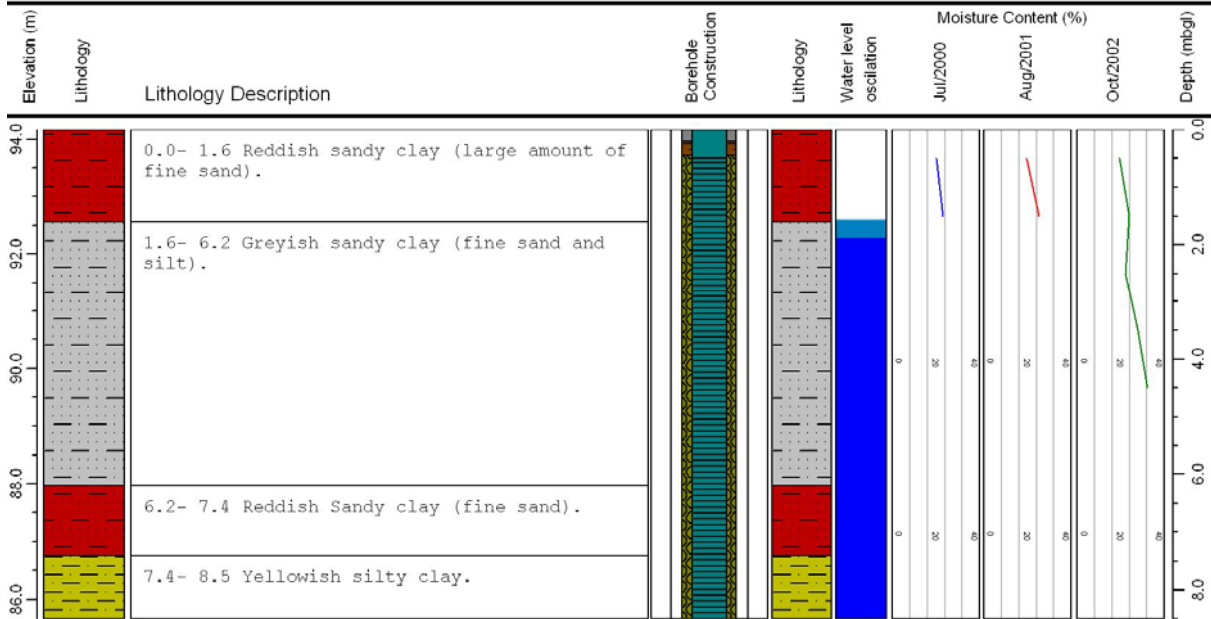 Elevation (m)
Lithology
Lithology Description
Borehole
Construction
Lithology
Water level
oscilation
Moisture Content (%)
Jul/2000
Aug/2001
Oct/2002
Depth (mbgl)
94.0
92.0
90.0
88.0
86.0
0.0- 1.6 Reddish sandy clay (large amount of
fine sand).
1.6- 6.2 Greyish sandy clay (fine sand and
silt).
6.2- 7.4 Reddish Sandy clay (fine sand).
7.4- 8.5 Yellowish silty clay.
0 20 40 0 20 40 0 20 40
0 20 40 0 20 40 0 20 40
0.0
2.0
4.0
6.0
8.0